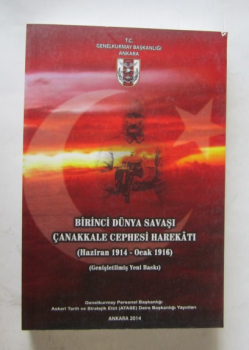 T.C.
GENELKURMAY BAŞKANLIĞI
ANKARA
BİRİNCİ DÜNYA SAVAŞI
ÇANAKKALE CEPHESİ HAREKÂTI
(Haziran 1914 - Ocak 1916)
(Genişletilmiş Yeni Baskı)
Genelkurmay Personel Başkanlığı
Askeri Tarih ve Stratejik Etüt (ATASE) Daire Başkanlığı Yayınları
ANKARA 2014